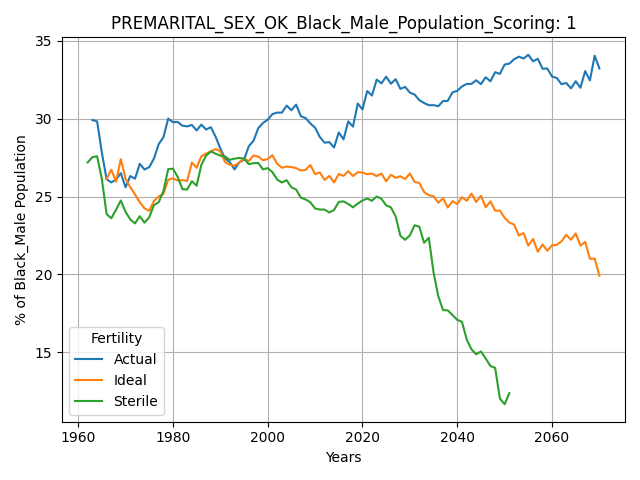 PREMARITAL_SEX_OK_Black_Male_Population_Scoring: 1
% of Black_Male Population
35
30
25
20
15
Fertility
Actual
Ideal
Sterile
1960 1980 2000 2020 2040 2060
Years